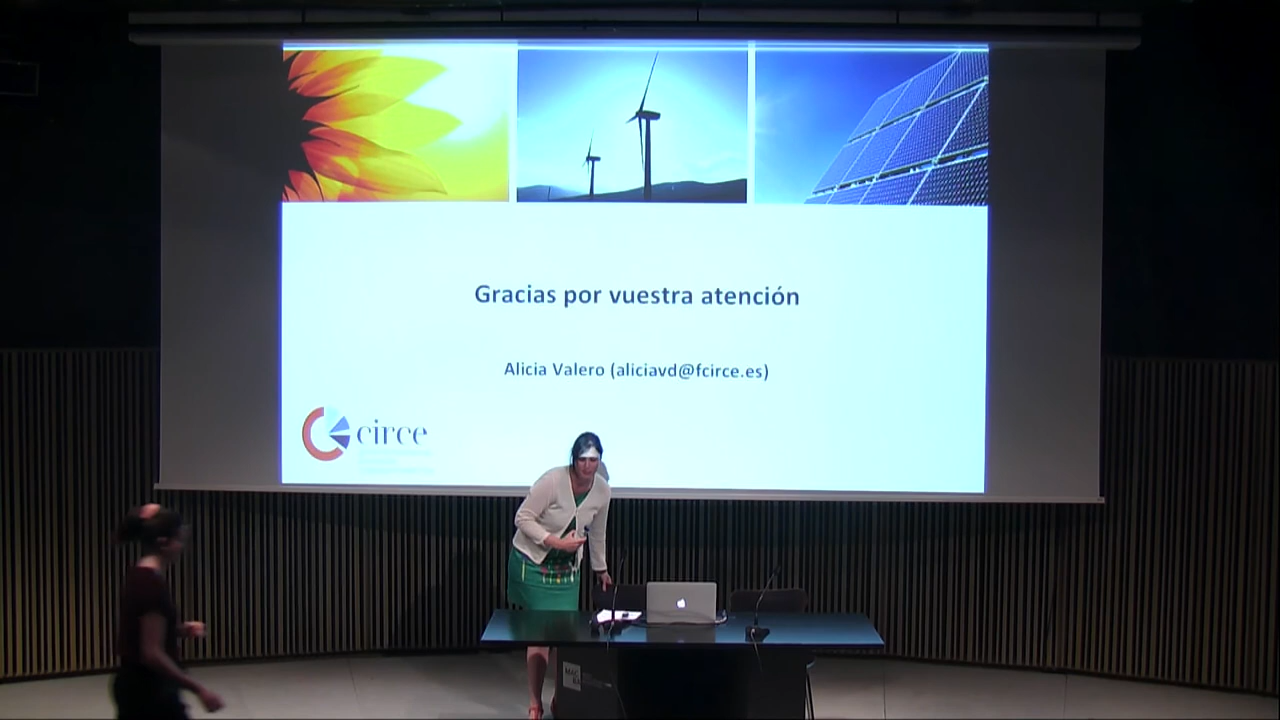 Gracias por vuestra atención
Alicia Valero (aliciavd@fcirce.es)
circe